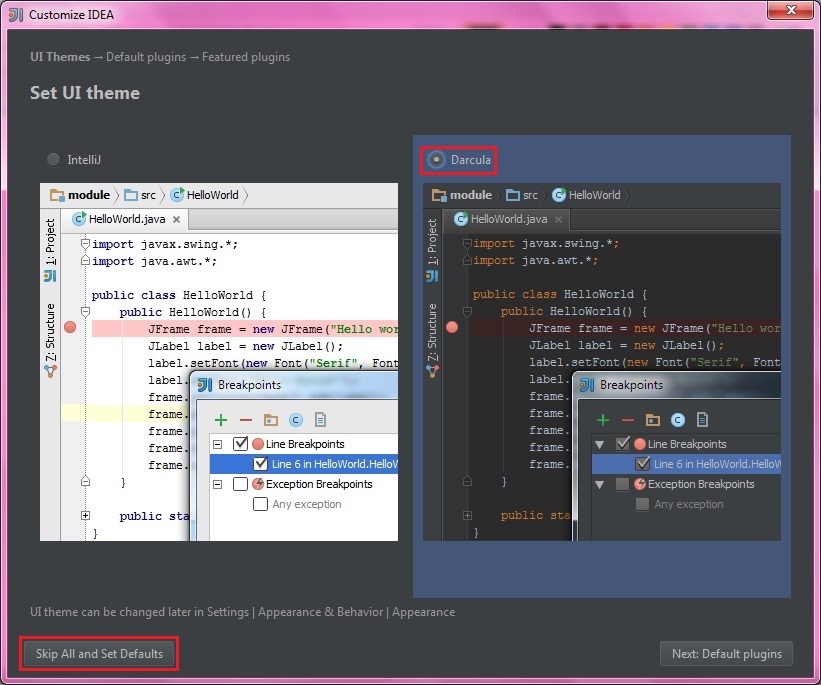 Customize IDEA
UI Themes → Default plugins → Featured plugins
Set UI theme
IntelliJ
module
src
HelloWorld
HelloWorld.java
1: Project
Z: Structure
import javax.swing.*;
import java.awt.*;
public class HelloWorld {
public HelloWorld() {
JFrame frame = new JFrame("Hello wor
JLabel label = new JLabel();
label.setFont(new Font("Serif", Font
label.
frame.
frame.
frame.
frame.
frame.
}
public sta
}
Breakpoints
Line Breakpoints
Line 6 in HelloWorld.HelloW
Exception Breakpoints
Any exception
Darcula
module
src
HelloWorld
HelloWorld.java
1: Project
Z: Structure
import javax.swing.*;
import java.awt.*;
public class HelloWorld {
public HelloWorld() {
JFrame frame = new JFrame("Hello wor
JLabel label = new JLabel();
label.setFont(new Font("Serif", Font
label.
frame.
frame.
frame.
frame.
frame.
}
public sta
}
Breakpoints
Line Breakpoints
Line 6 in HelloWorld.HelloW
Exception Breakpoints
Any exception
UI theme can be changed later in Settings | Appearance & Behavior | Appearance
Skip All and Set Defaults
Next: Default plugins